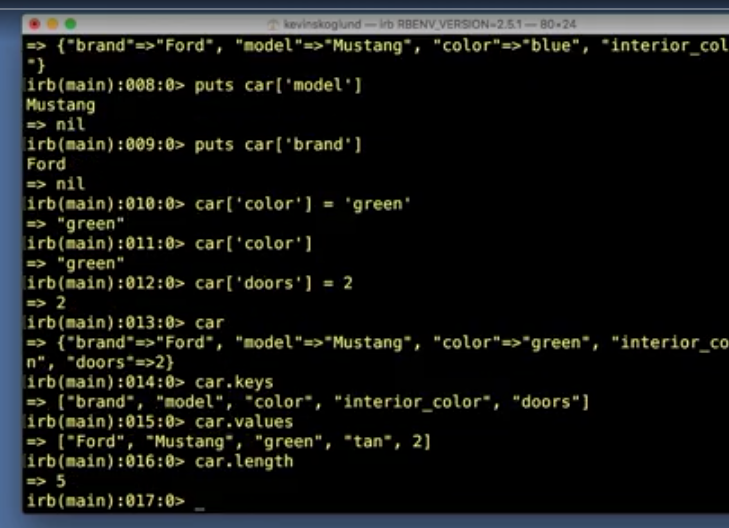 kevinskoglund — irb RBENV_VERSION=2.5.1 — 80×24
=> {"brand"=>"Ford", "model"=>"Mustang", "color"=>"blue", "interior_col
"}
irb(main):008:0> puts car['model']
Mustang
=> nil
irb(main):009:0> puts car['brand']
Ford
=> nil
irb(main):010:0> car['color'] = 'green'
=> "green"
irb(main):011:0> car['color']
=> "green"
irb(main):012:0> car['doors'] = 2
=> 2
irb(main):013:0> car
=> {"brand"=>"Ford", "model"=>"Mustang", "color"=>"green", "interior_co
n", "doors"=>2}
irb(main):014:0> car.keys
=> ["brand", "model", "color", "interior_color", "doors"]
irb(main):015:0> car.values
=> ["Ford", "Mustang", "green", "tan", 2]
irb(main):016:0> car.length
=> 5
irb(main):017:0> _